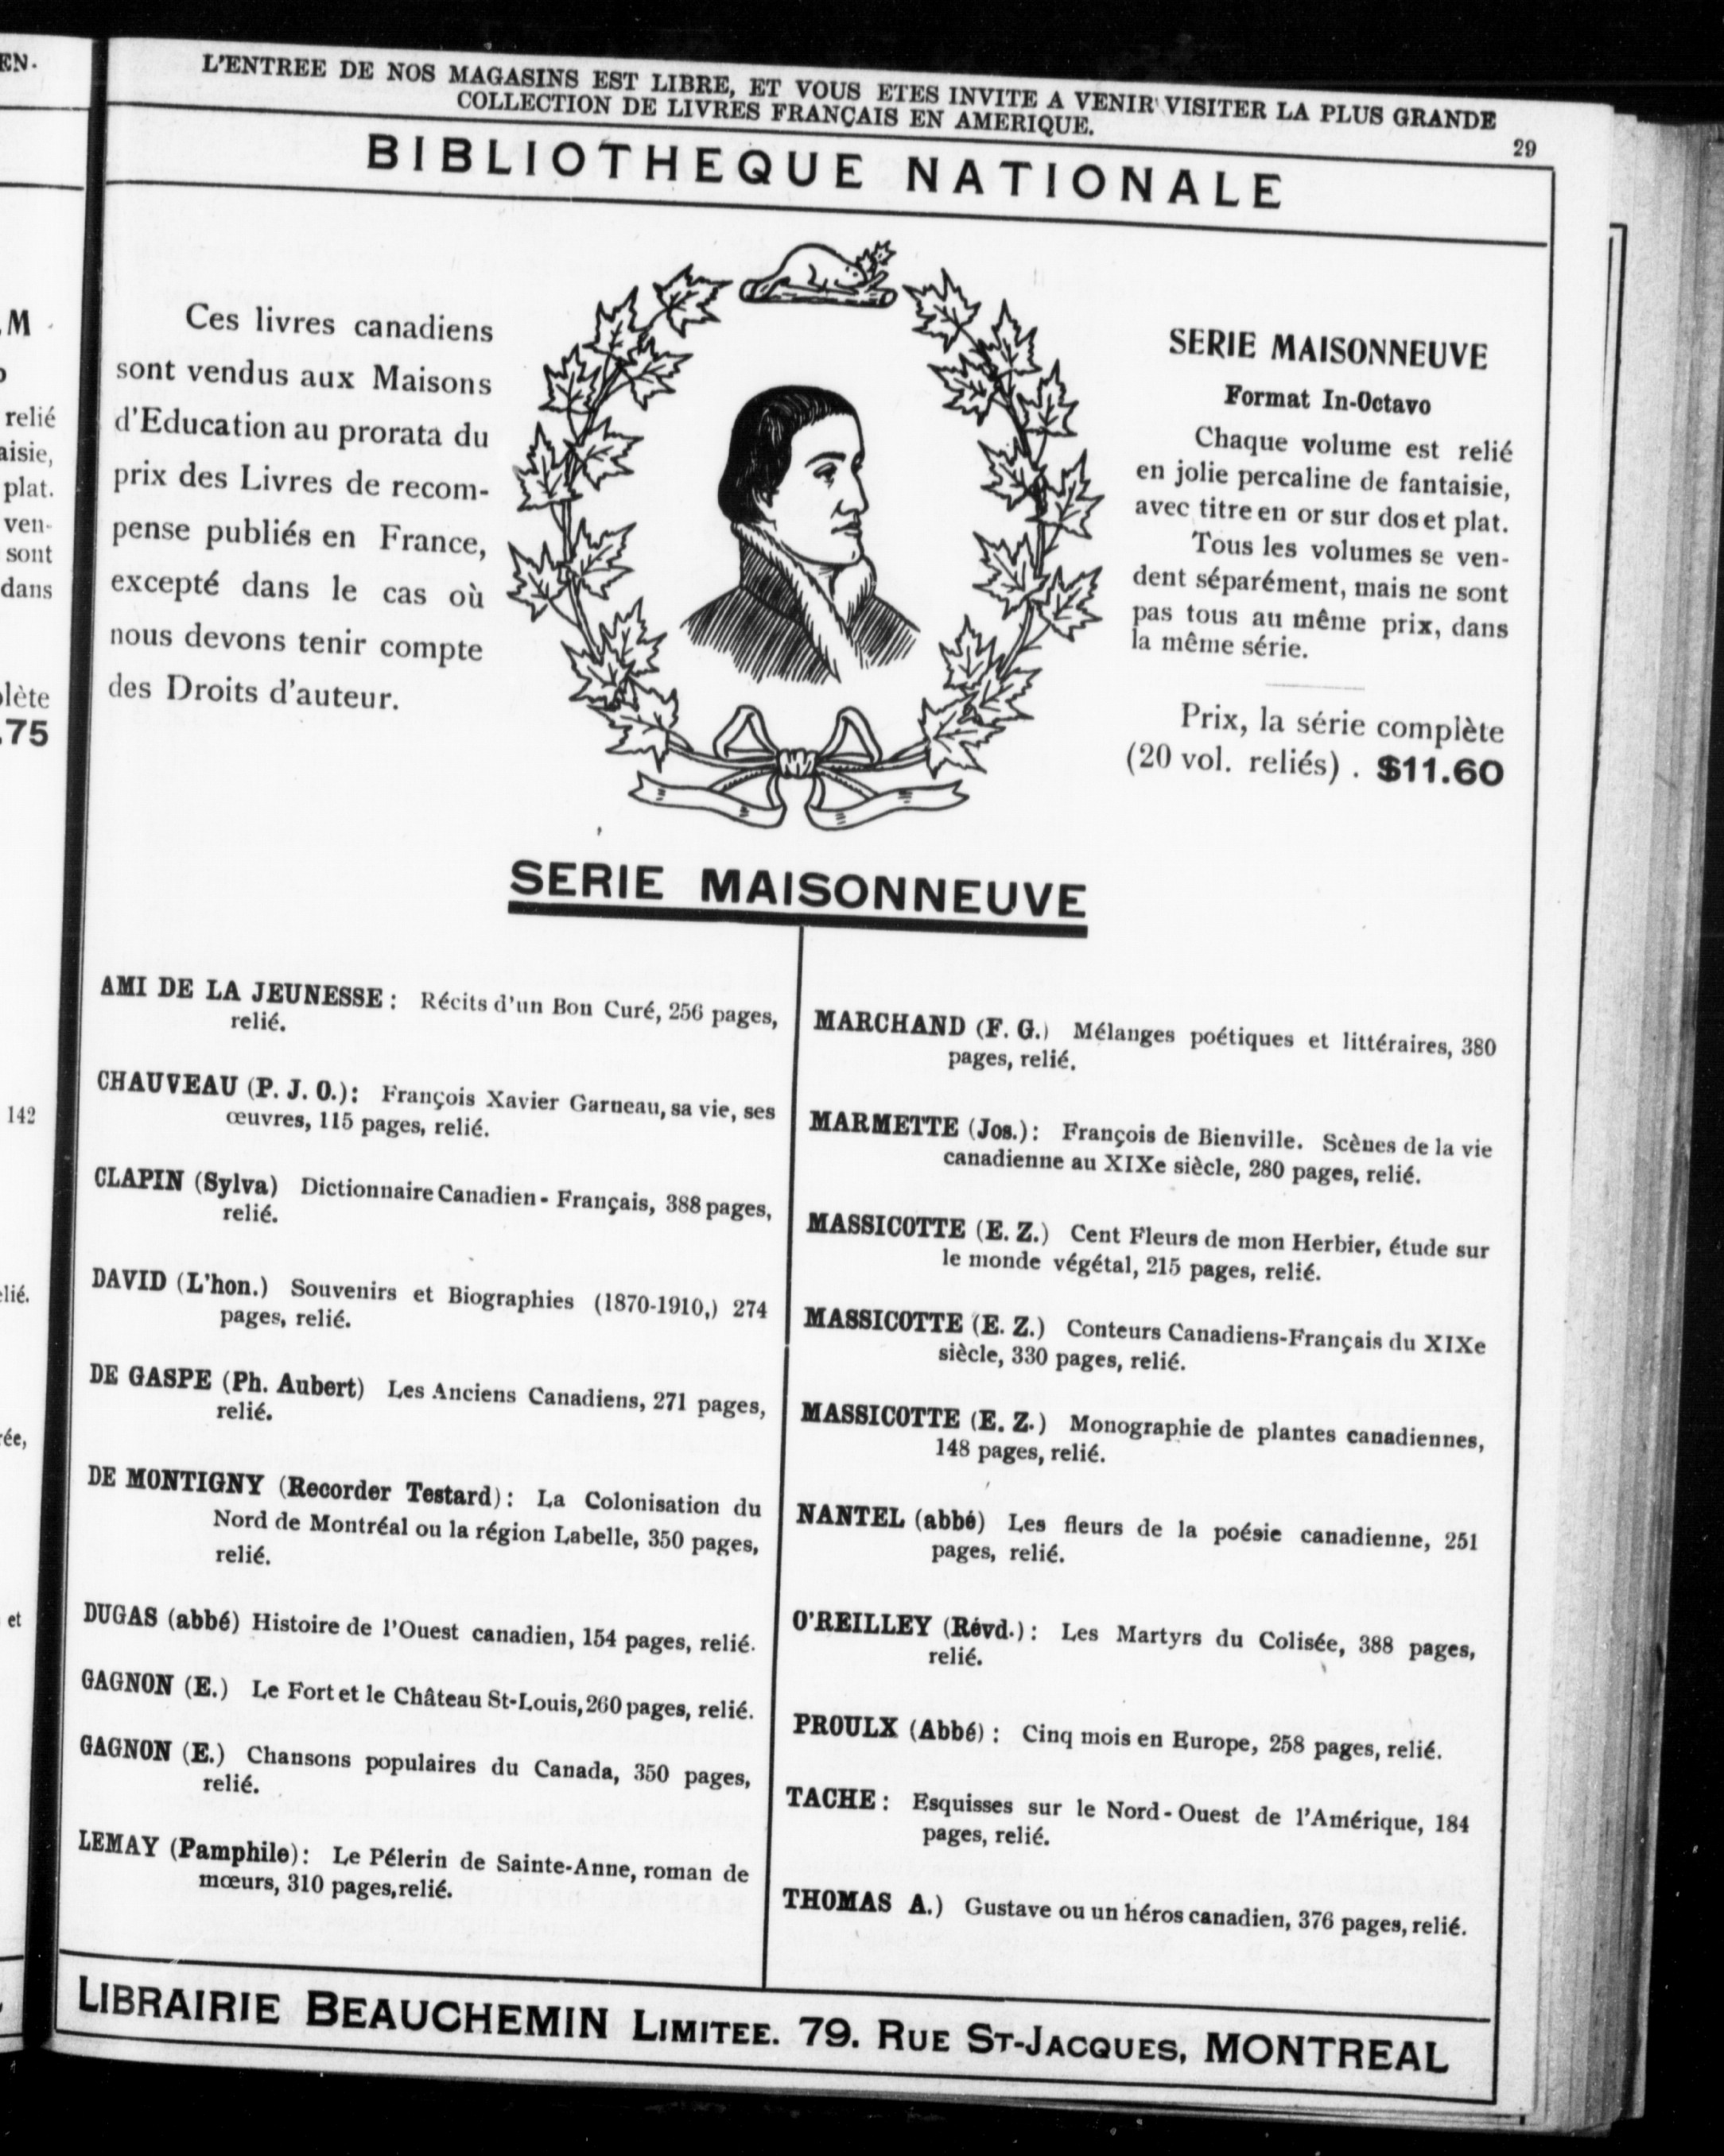 EN.
M
relié
aisie,
plat.
ven-
sont
dans
lète
.75
142
lié.
ée,
et
L'ENTREE DE NOS MAGASINS EST LIBRE, ET VOUS ETES INVITE A VENIR VISITER LA PLUS GRANDE
COLLECTION DE LIVRES FRANÇAIS EN AMERIQUE.
29
BIBLIOTHEQUE NATIONALE
Ces livres canadiens
sont vendus aux Maisons
d'Education au prorata du
prix des Livres de recom-
pense publiés en France,
excepté dans le cas où
nous devons tenir compte
des Droits d'auteur.
SERIE MAISONNEUVE
Format In-Octavo
Chaque volume est relié
en jolie percaline de fantaisie,
avec titre en or sur dos et plat.
Tous les volumes se ven-
dent séparément, mais ne sont
pas tous au même prix, dans
la même série.
Prix, la série complète
(20 vol. reliés) . $11.60
SERIE MAISONNEUVE
AMI DE LA JEUNESSE : Récits d'un Bon Curé, 256 pages,
relié.
CHAUVEAU (P. J. O.): François Xavier Garneau, sa vie, ses
œuvres, 115 pages, relié.
CLAPIN (Sylva) Dictionnaire Canadien - Français, 388 pages,
relié.
DAVID (L'hon.) Souvenirs et Biographies (1870-1910,) 274
pages, relié.
DE GASPE (Ph. Aubert) Les Anciens Canadiens, 271 pages,
relié.
DE MONTIGNY (Recorder Testard): La Colonisation du
Nord de Montréal ou la région Labelle, 350 pages,
relié.
DUGAS (abbé) Histoire de l'Ouest canadien, 154 pages, relié.
GAGNON (E.) Le Fort et le Château St-Louis, 260 pages, relié.
GAGNON (E.) Chansons populaires du Canada, 350 pages,
relié.
LEMAY (Pamphile): Le Pélerin de Sainte-Anne, roman de
mœurs, 310 pages, relié.
MARCHAND (F. G.) Mélanges poétiques et littéraires, 380
pages, relié.
MARMETTE (Jos.): François de Bienville. Scènes de la vie
canadienne au XIXe siècle, 280 pages, relié.
MASSICOTTE (E. Z.) Cent Fleurs de mon Herbier, étude sur
le monde végétal, 215 pages, relié.
MASSICOTTE (E. Z.) Conteurs Canadiens-Français du XIXe
siècle, 330 pages, relié.
MASSICOTTE (E. Z.) Monographie de plantes canadiennes,
148 pages, relié.
NANTEL (abbé) Les fleurs de la poésie canadienne, 251
pages, relié.
O'REILLEY (Révd.): Les Martyrs du Colisée, 388 pages,
relié.
PROULX (Abbé) : Cinq mois en Europe, 258 pages, relié.
TACHE : Esquisses sur le Nord-Ouest de l'Amérique, 184
pages, relié.
THOMAS A.) Gustave ou un héros canadien, 376 pages, relié.
LIBRAIRIE BEAUCHEMIN LIMITEE. 79. RUE ST-JACQUES, MONTREAL